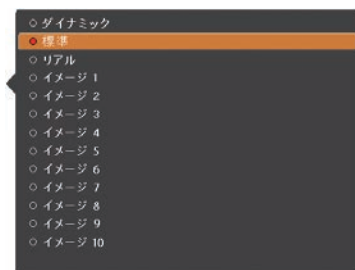 ダイナミック
標準
リアル
イメージ 1
イメージ 2
イメージ 3
イメージ 4
イメージ 5
イメージ 6
イメージ 7
イメージ 8
イメージ 9
イメージ 10